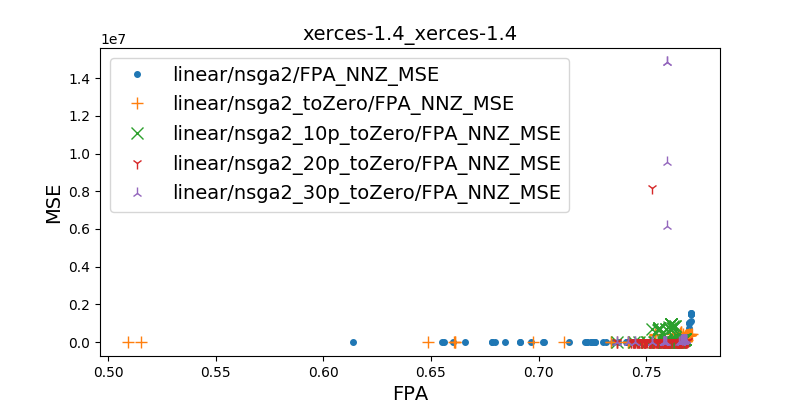 xerces-1.4_xerces-1.4
1e7
linear/nsga2/FPA_NNZ_MSE
linear/nsga2_toZero/FPA_NNZ_MSE
linear/nsga2_10p_toZero/FPA_NNZ_MSE
linear/nsga2_20p_toZero/FPA_NNZ_MSE
linear/nsga2_30p_toZero/FPA_NNZ_MSE
1.4
1.2
1.0
0.8
0.6
0.4
0.2
0.0
MSE
0.50
0.55
0.60
0.65
0.70
0.75
FPA